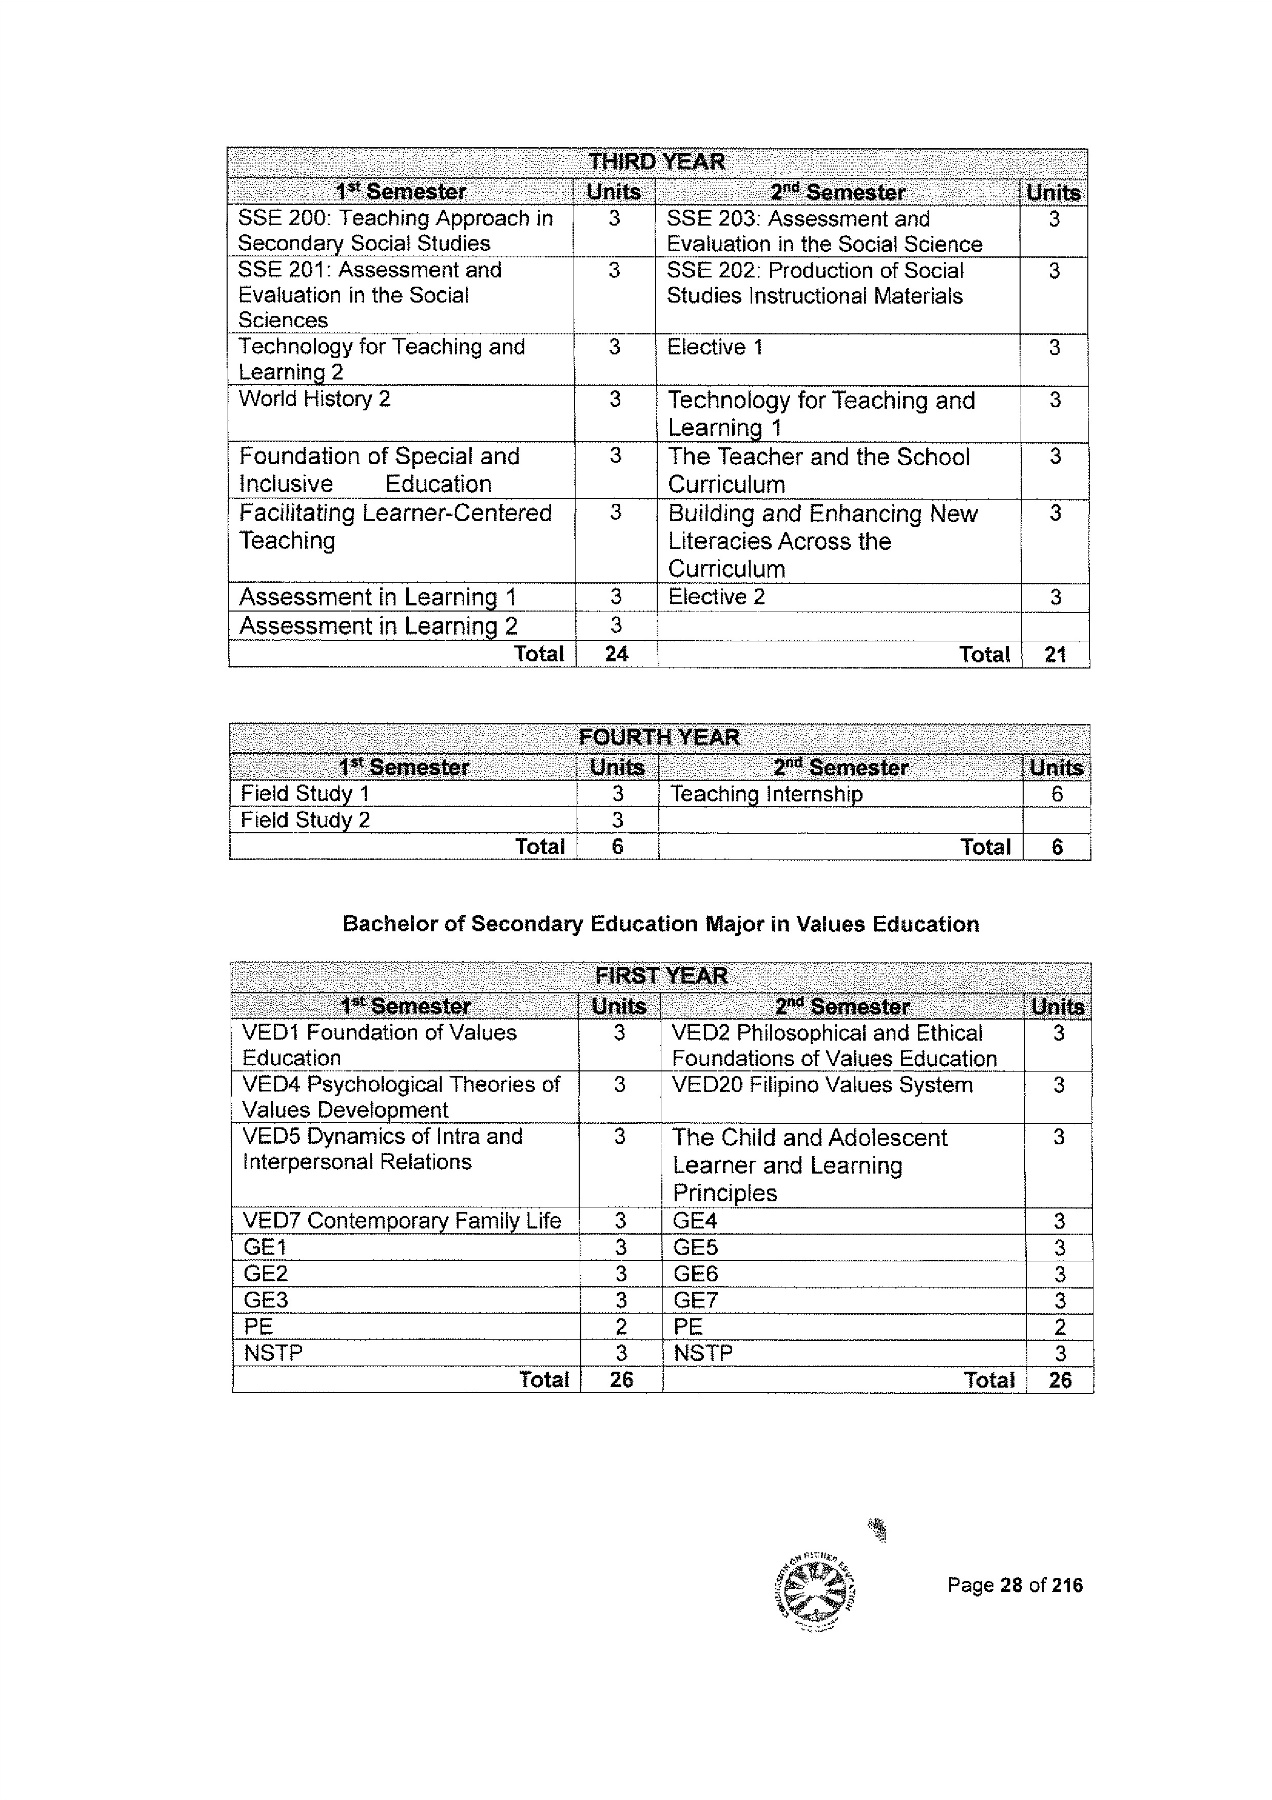 THIRD YEAR
1st Semester Units 2nd Semester Units
SSE 200: Teaching Approach in 3 SSE 203: Assessment and 3
Secondary Social Studies Evaluation in the Social Science
SSE 201: Assessment and 3 SSE 202: Production of Social 3
Evaluation in the Social Studies Instructional Materials
Sciences
Technology for Teaching and 3 Elective 1 3
Learning 2
World History 2 3 Technology for Teaching and 3
Learning 1
Foundation of Special and 3 The Teacher and the School 3
Inclusive Education Curriculum
Facilitating Learner-Centered 3 Building and Enhancing New 3
Teaching Literacies Across the
Curriculum
Assessment in Learning 1 3 Elective 2 3
Assessment in Learning 2 3
Total 24 Total 21
FOURTH YEAR
1st Semester Units 2nd Semester Units
Field Study 1 3 Teaching Internship 6
Field Study 2 3
Total 6 Total 6
Bachelor of Secondary Education Major in Values Education
FIRST YEAR
1st Semester Units 2nd Semester Units
VED1 Foundation of Values 3 VED2 Philosophical and Ethical 3
Education Foundations of Values Education
VED4 Psychological Theories of 3 VED20 Filipino Values System 3
Values Development
VED5 Dynamics of Intra and 3 The Child and Adolescent 3
Interpersonal Relations Learner and Learning
Principles
VED7 Contemporary Family Life 3 GE4 3
GE1 3 GE5 3
GE2 3 GE6 3
GE3 3 GE7 3
PE 2 PE 2
NSTP 3 NSTP 3
Total 26 Total 26
COMMISSION ON HIGHER EDUCATION
Page 28 of 216